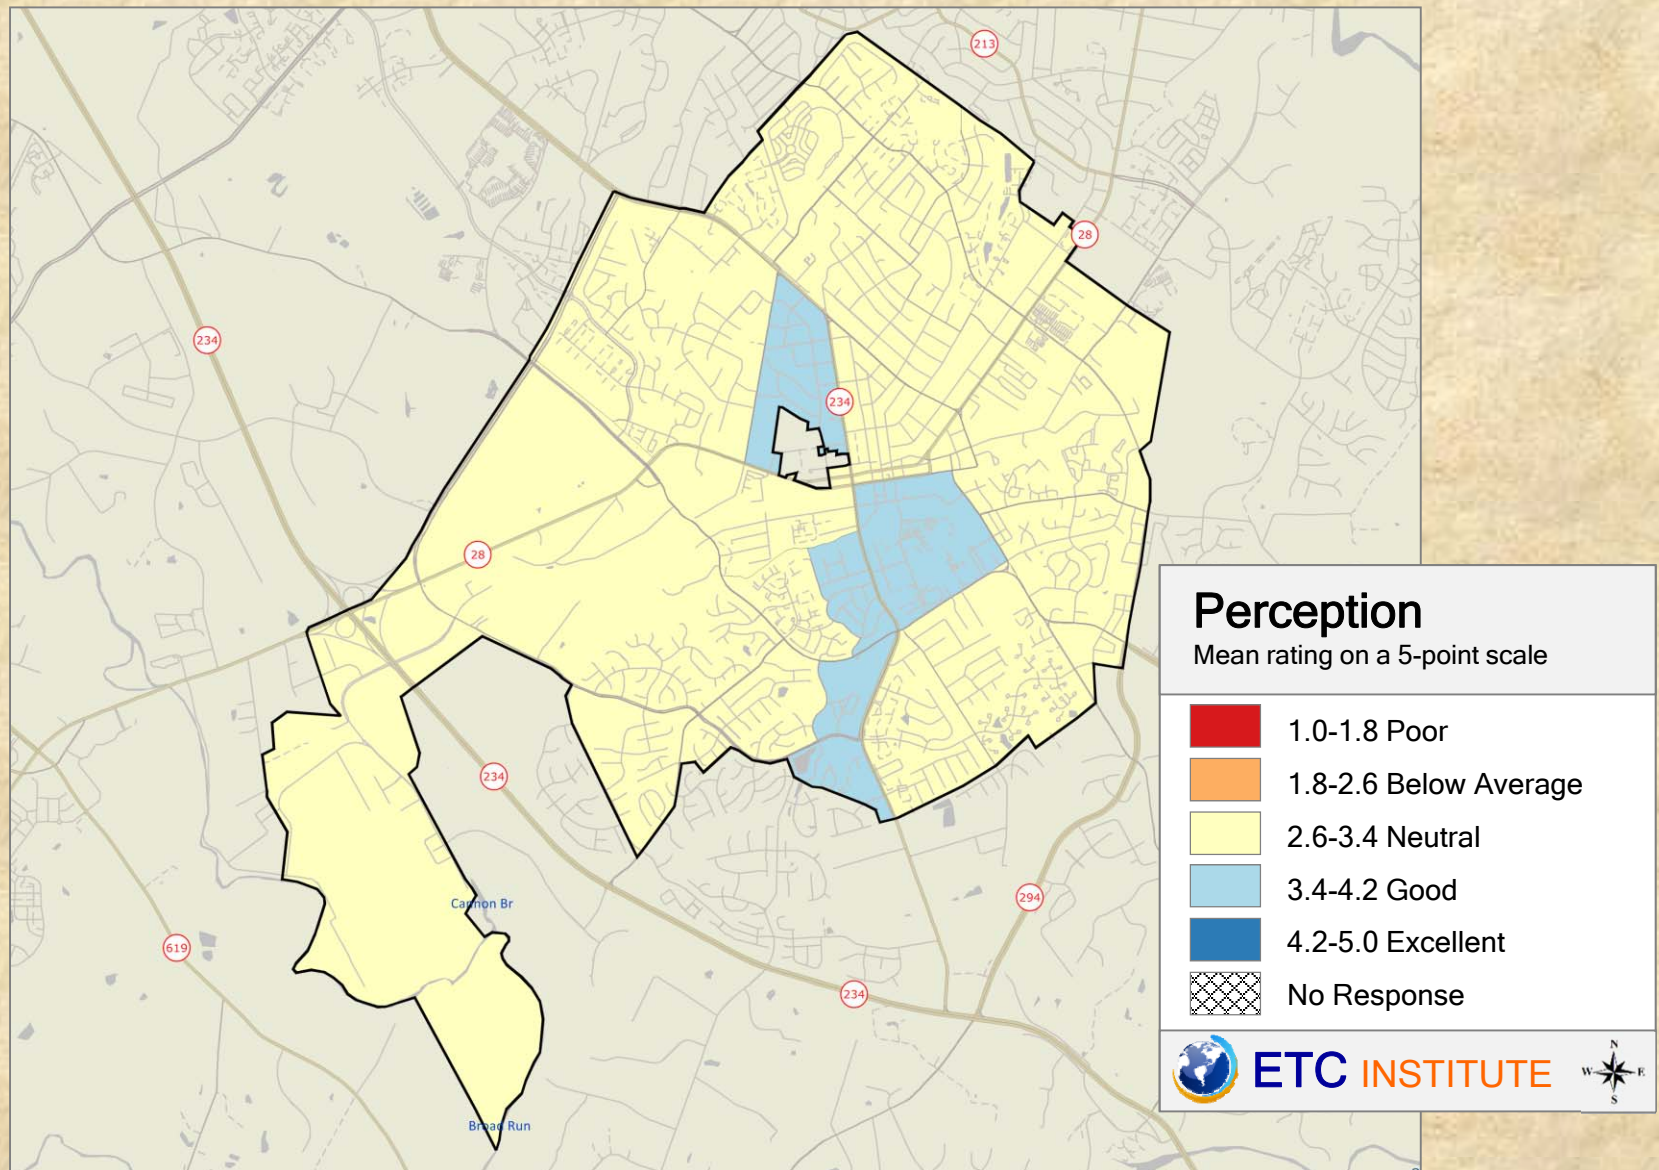 213
28
234
234
28
234
Cannon Br
294
619
234
Broad Run
Perception
Mean rating on a 5-point scale
1.0-1.8 Poor
1.8-2.6 Below Average
2.6-3.4 Neutral
3.4-4.2 Good
4.2-5.0 Excellent
No Response
ETC INSTITUTE
N
W E
S